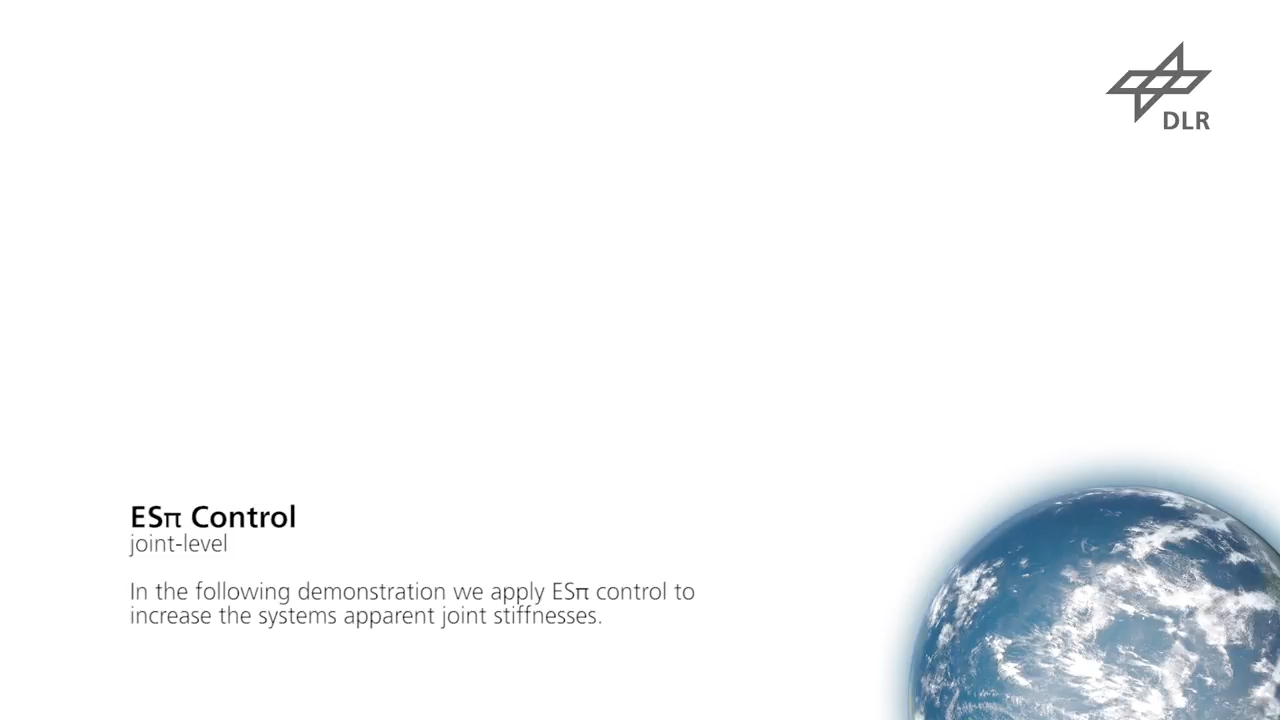 DLR
ESπ Control
joint-level
In the following demonstration we apply ESπ control to
increase the systems apparent joint stiffnesses.